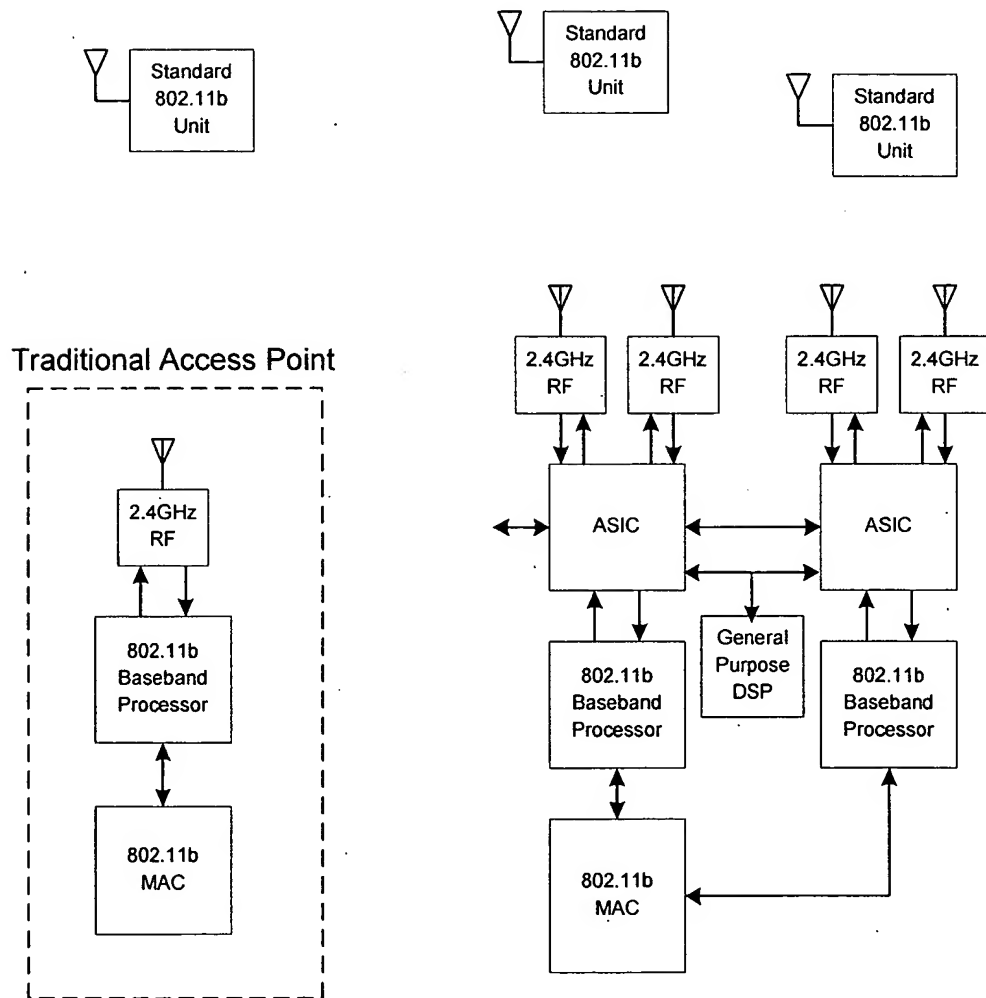 Standard
802.11b
Unit
Standard
802.11b
Unit
Standard
802.11b
Unit
Traditional Access Point
2.4GHz
RF
802.11b
Baseband
Processor
802.11b
MAC
2.4GHz
RF
2.4GHz
RF
2.4GHz
RF
2.4GHz
RF
ASIC
ASIC
802.11b
Baseband
Processor
General
Purpose
DSP
802.11b
Baseband
Processor
802.11b
MAC